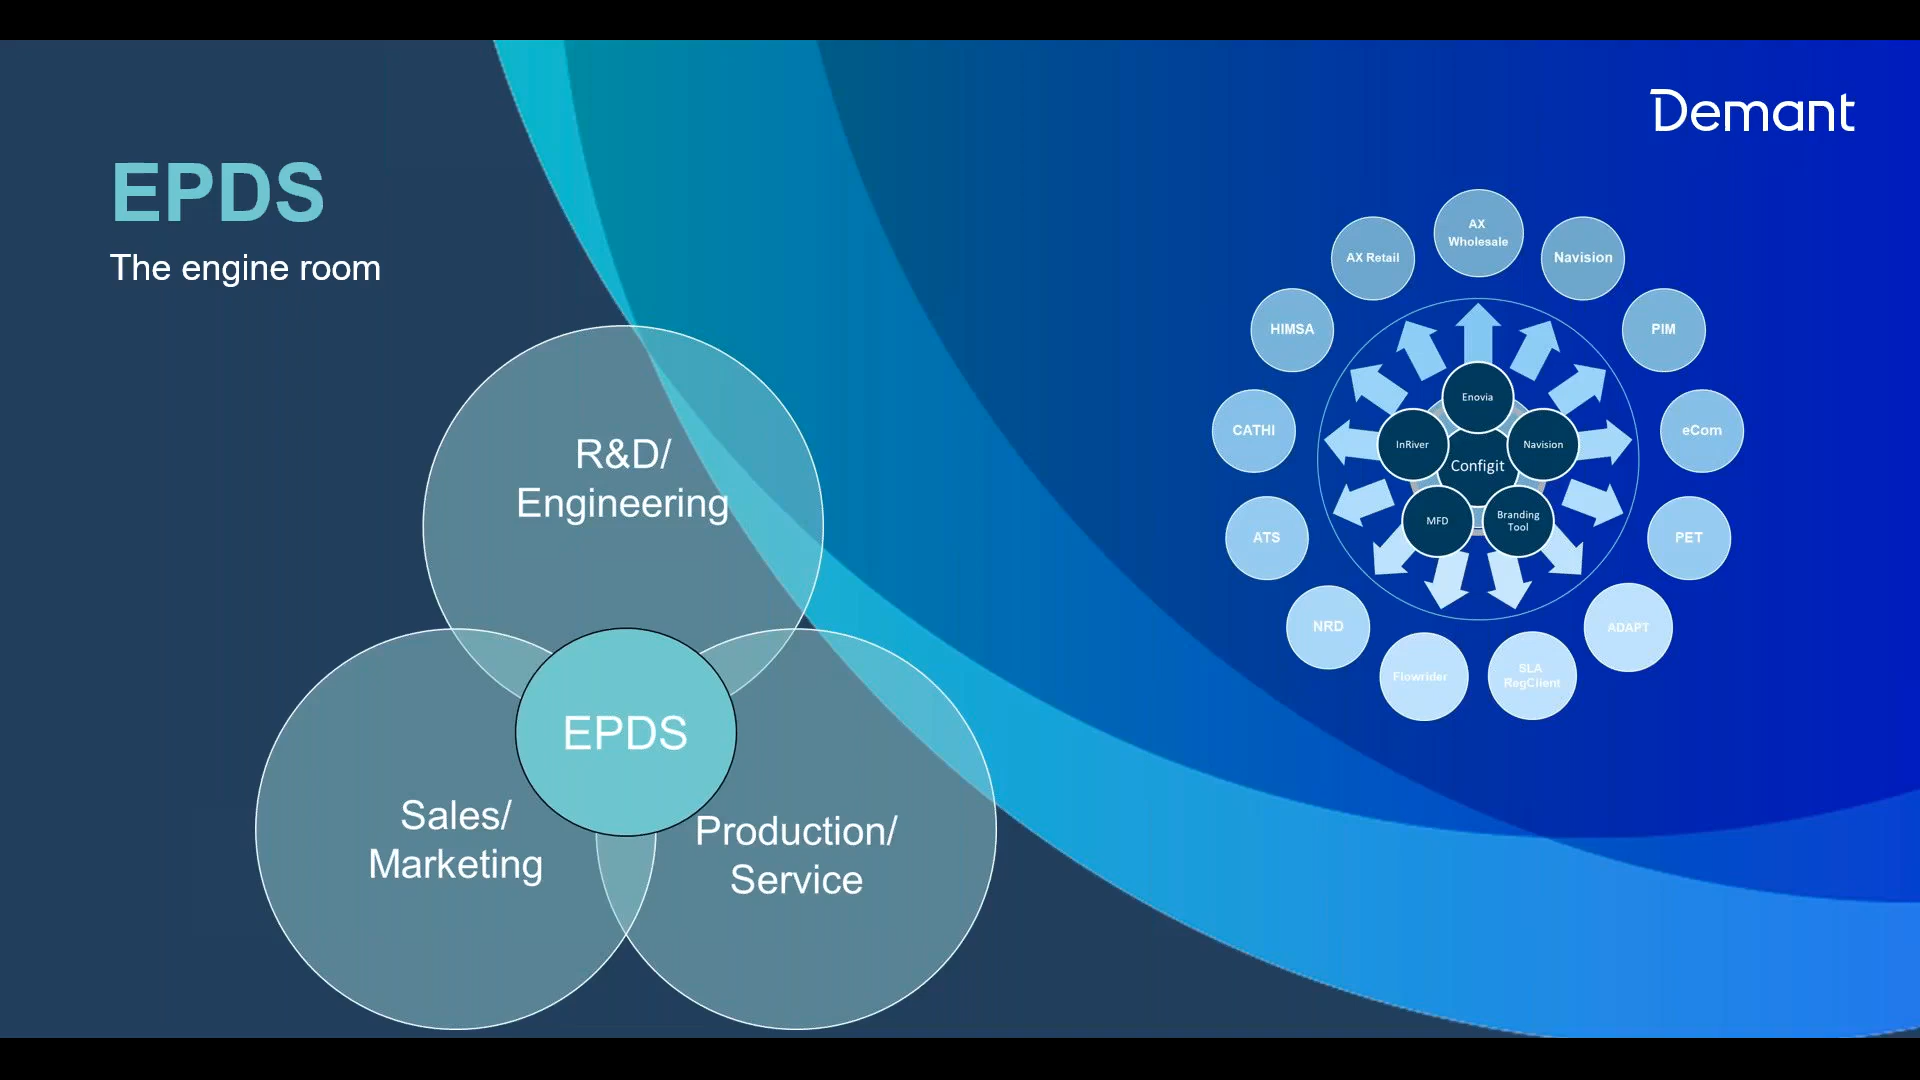 Demant
EPDS
The engine room
R&D/
Engineering
EPDS
Sales/
Marketing
Production/
Service
AX
Wholesale
AX Retail
Navision
HIMSA
PIM
CATHI
eCom
ATS
PET
NRD
ADAPT
Flowrider
SLA
RegClient
Enovia
InRiver
Navision
Configit
MFD
Branding
Tool